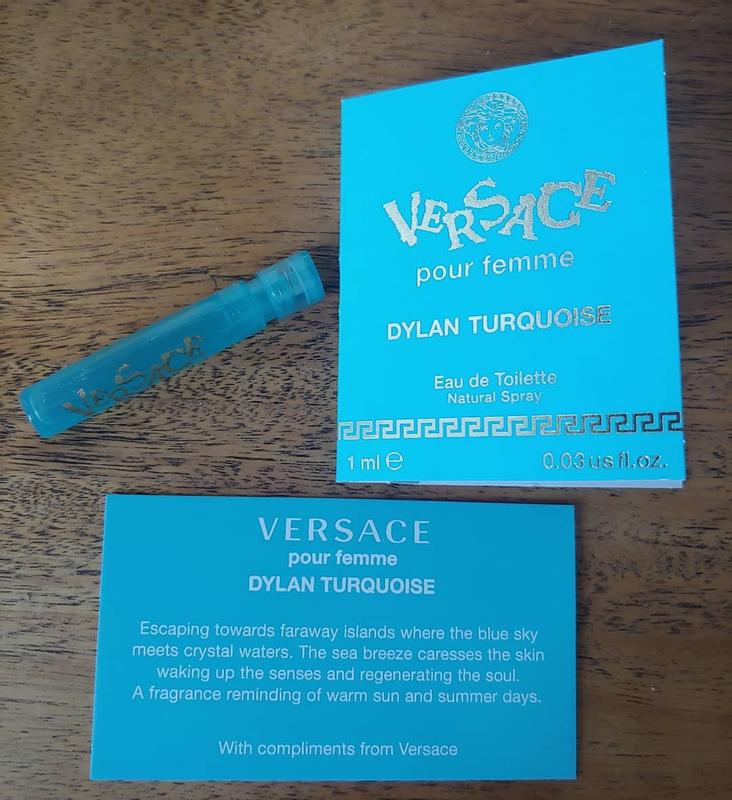 VERSACE
pour femme
DYLAN TURQUOISE
Eau de Toilette
Natural Spray
1 ml ℮
0.03 us fl.oz.
VERSACE
VERSACE
pour femme
DYLAN TURQUOISE
Escaping towards faraway islands where the blue sky
meets crystal waters. The sea breeze caresses the skin
waking up the senses and regenerating the soul.
A fragrance reminding of warm sun and summer days.
With compliments from Versace